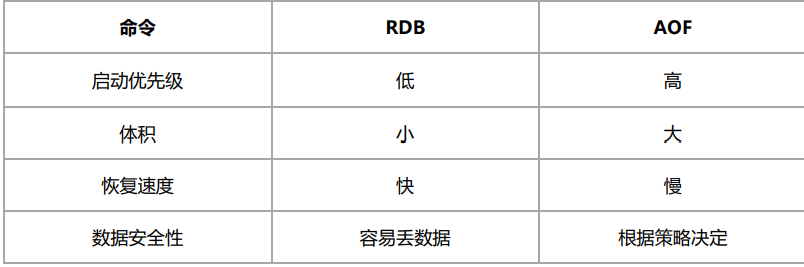 命令 RDB AOF
启动优先级 低 高
体积 小 大
恢复速度 快 慢
数据安全性 容易丢数据 根据策略决定